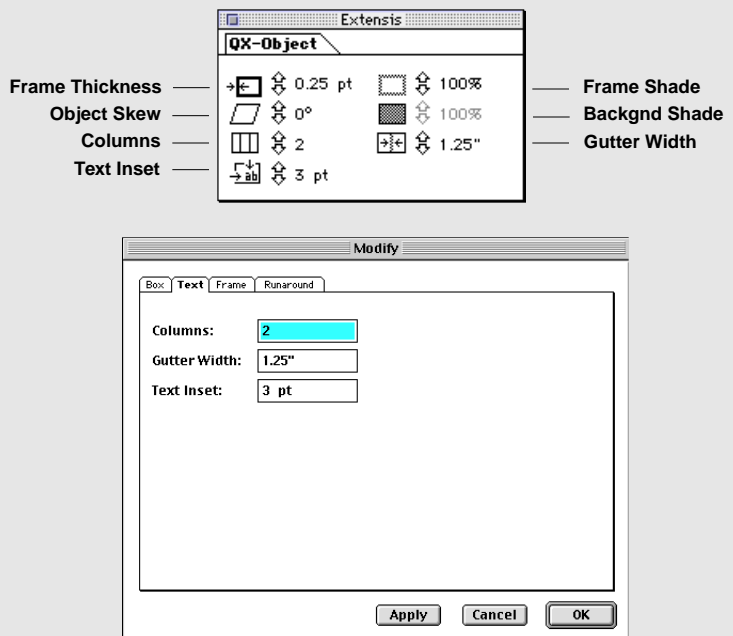 Extensis
QX-Object
Frame Thickness 0.25 pt 100% Frame Shade
Object Skew 0° 100% Backgnd Shade
Columns 2 1.25" Gutter Width
Text Inset ab 3 pt
Modify
Box Text Frame Runaround
Columns: 2
Gutter Width: 1.25"
Text Inset: 3 pt
Apply Cancel OK